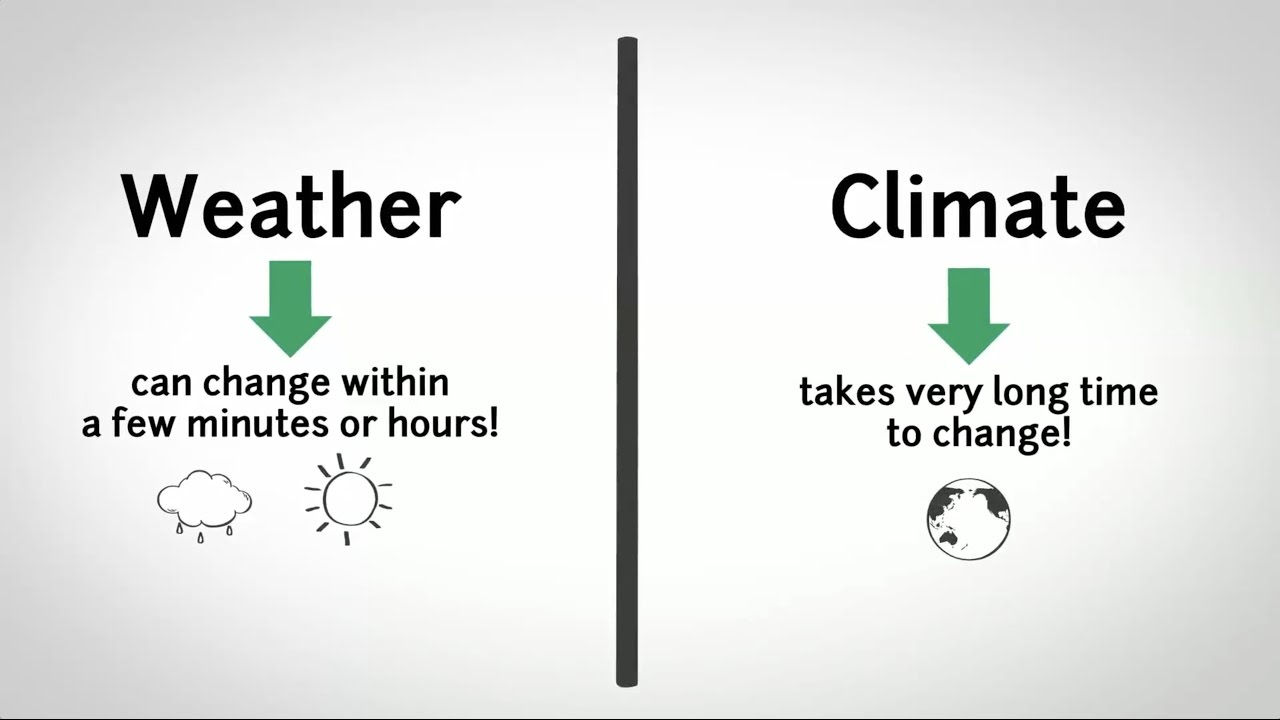 Weather
can change within
a few minutes or hours!
Climate
takes very long time
to change!